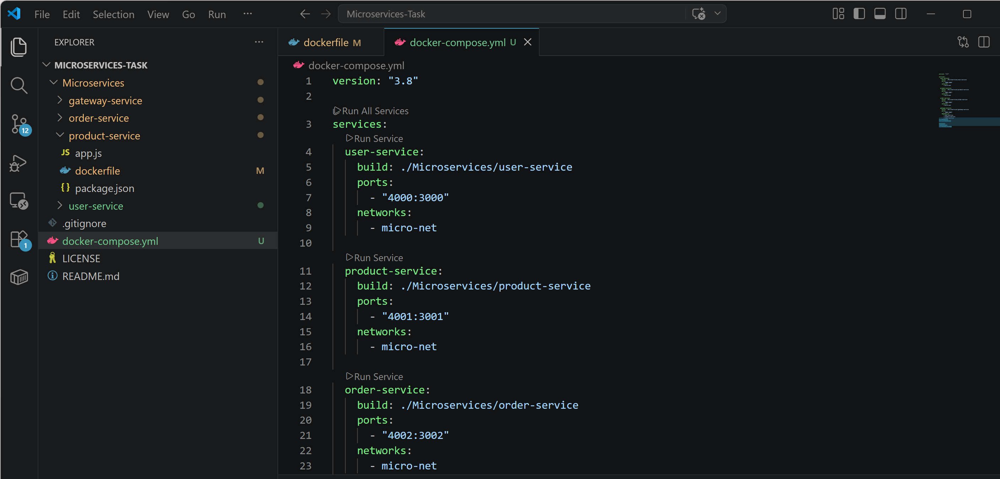 File Edit Selection View Go Run ···
Microservices-Task
EXPLORER ···
MICROSERVICES-TASK
Microservices
gateway-service
order-service
product-service
JS app.js
dockerfile M
{} package.json
user-service
.gitignore
docker-compose.yml U
LICENSE
README.md
12
1
dockerfile M
docker-compose.yml U
docker-compose.yml
1 version: "3.8"
2
Run All Services
3 services:
Run Service
4 user-service:
5 build: ./Microservices/user-service
6 ports:
7 - "4000:3000"
8 networks:
9 - micro-net
10
Run Service
11 product-service:
12 build: ./Microservices/product-service
13 ports:
14 - "4001:3001"
15 networks:
16 - micro-net
17
Run Service
18 order-service:
19 build: ./Microservices/order-service
20 ports:
21 - "4002:3002"
22 networks:
23 - micro-net